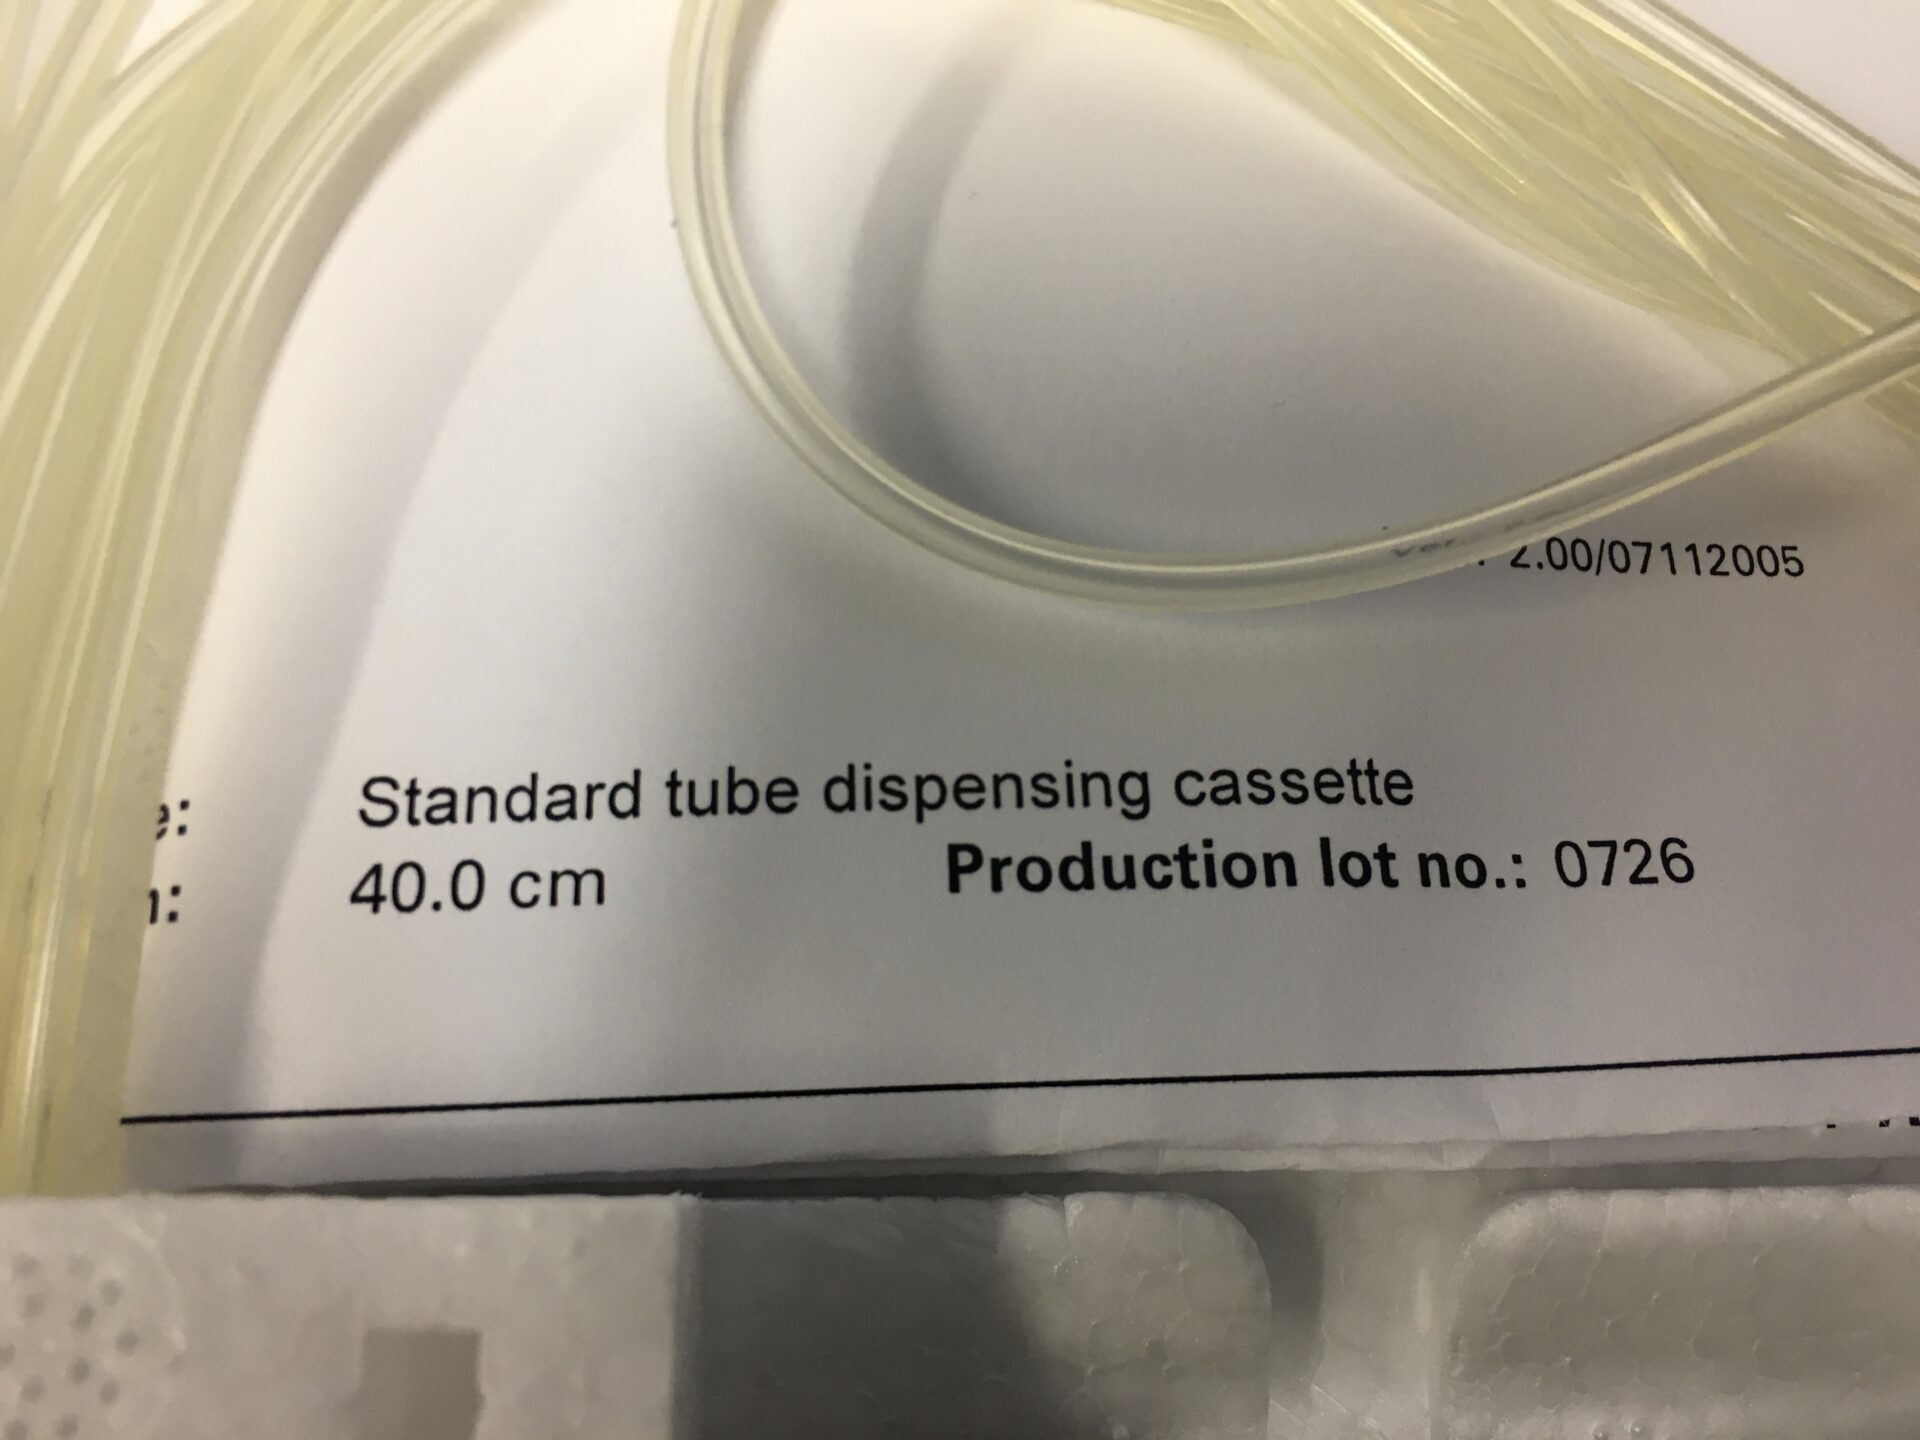 2.00/07112005
e: Standard tube dispensing cassette
: 40.0 cm Production lot no.: 0726